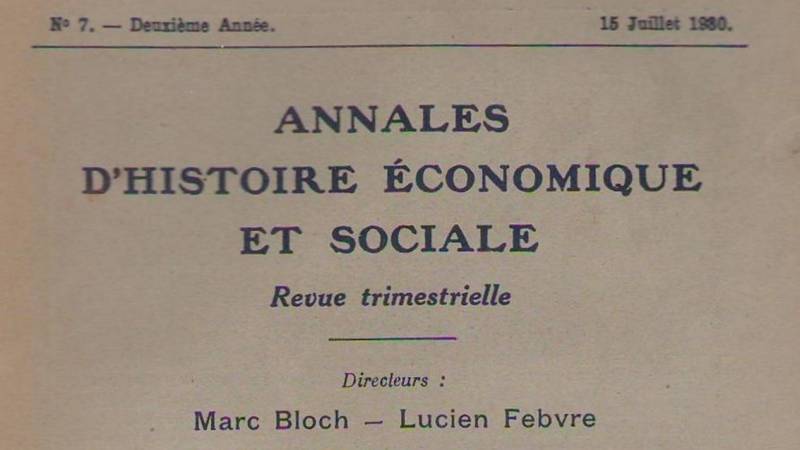 N° 7. — Deuxième Année.
15 Juillet 1930.
ANNALES
D'HISTOIRE ÉCONOMIQUE
ET SOCIALE
Revue trimestrielle
Directeurs :
Marc Bloch — Lucien Febvre